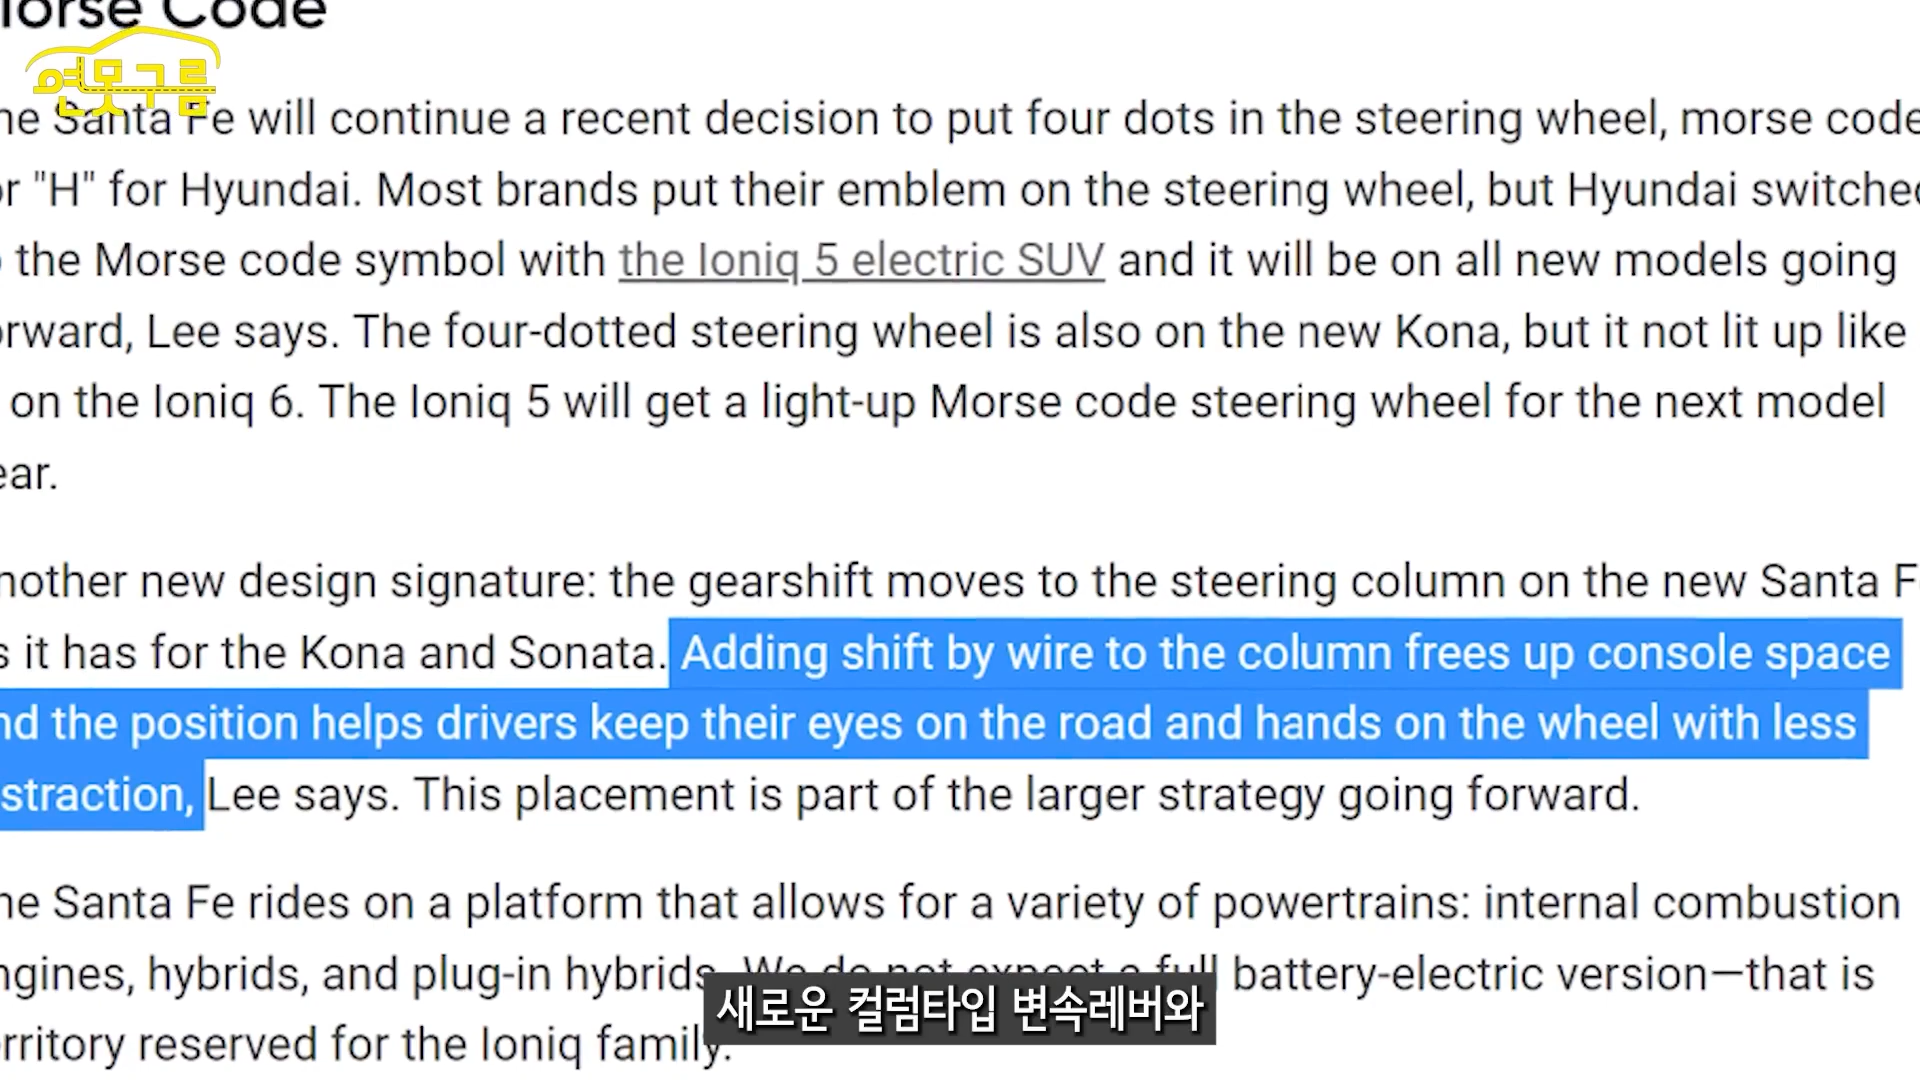 Morse Code
연못구름
he Santa Fe will continue a recent decision to put four dots in the steering wheel, morse code
or "H" for Hyundai. Most brands put their emblem on the steering wheel, but Hyundai switched
o the Morse code symbol with the Ioniq 5 electric SUV and it will be on all new models going
orward, Lee says. The four-dotted steering wheel is also on the new Kona, but it not lit up like
on the Ioniq 6. The Ioniq 5 will get a light-up Morse code steering wheel for the next model
ear.
nother new design signature: the gearshift moves to the steering column on the new Santa Fe
s it has for the Kona and Sonata. Adding shift by wire to the column frees up console space
nd the position helps drivers keep their eyes on the road and hands on the wheel with less
straction, Lee says. This placement is part of the larger strategy going forward.
he Santa Fe rides on a platform that allows for a variety of powertrains: internal combustion
ngines, hybrids, and plug-in hybrids. We do not expect a full battery-electric version—that is
erritory reserved for the Ioniq family.
새로운 컬럼타입 변속레버와